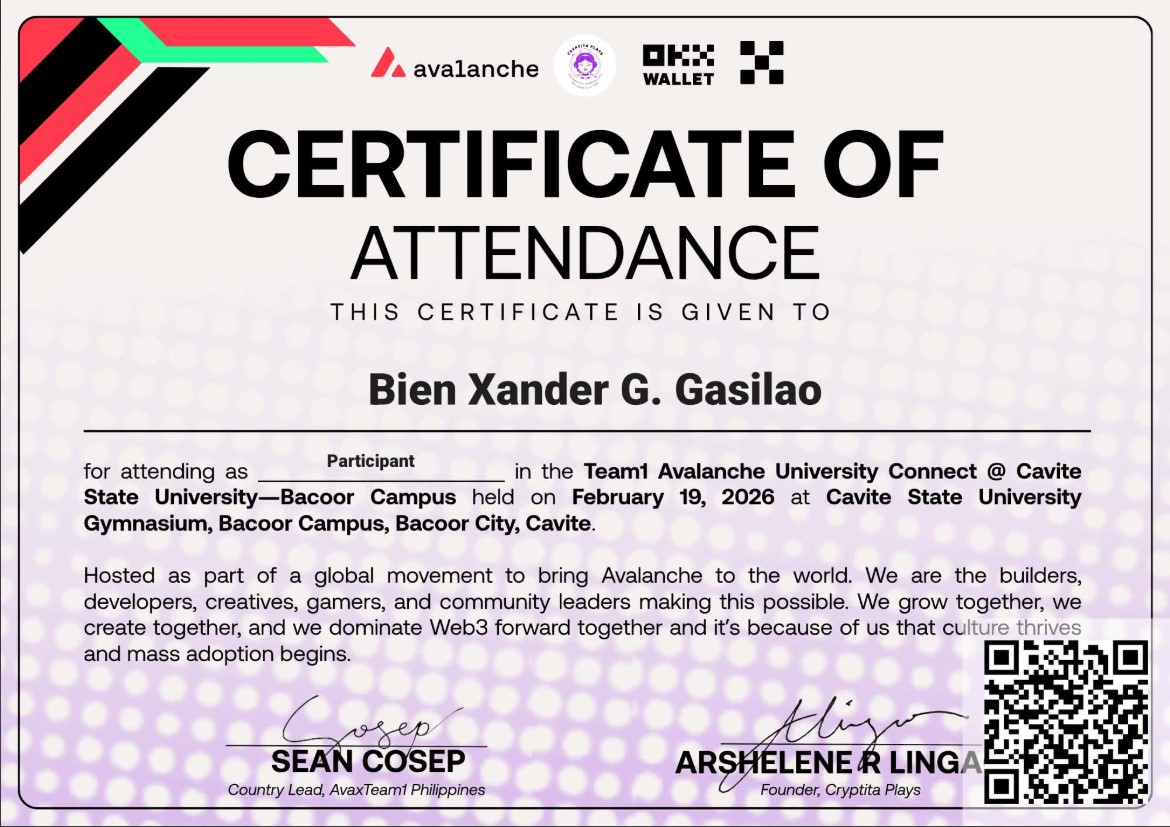 avalanche
CRYPTITA PLAYS
OKX
WALLET
CERTIFICATE OF
ATTENDANCE
THIS CERTIFICATE IS GIVEN TO
Bien Xander G. Gasilao
for attending as Participant in the Team1 Avalanche University Connect @ Cavite
State University—Bacoor Campus held on February 19, 2026 at Cavite State University
Gymnasium, Bacoor Campus, Bacoor City, Cavite.
Hosted as part of a global movement to bring Avalanche to the world. We are the builders,
developers, creatives, gamers, and community leaders making this possible. We grow together, we
create together, and we dominate Web3 forward together and it's because of us that culture thrives
and mass adoption begins.
Cosep
SEAN COSEP
ARSHELENE R LINGA
Country Lead, AvaxTeam1 Philippines
Founder, Cryptita Plays